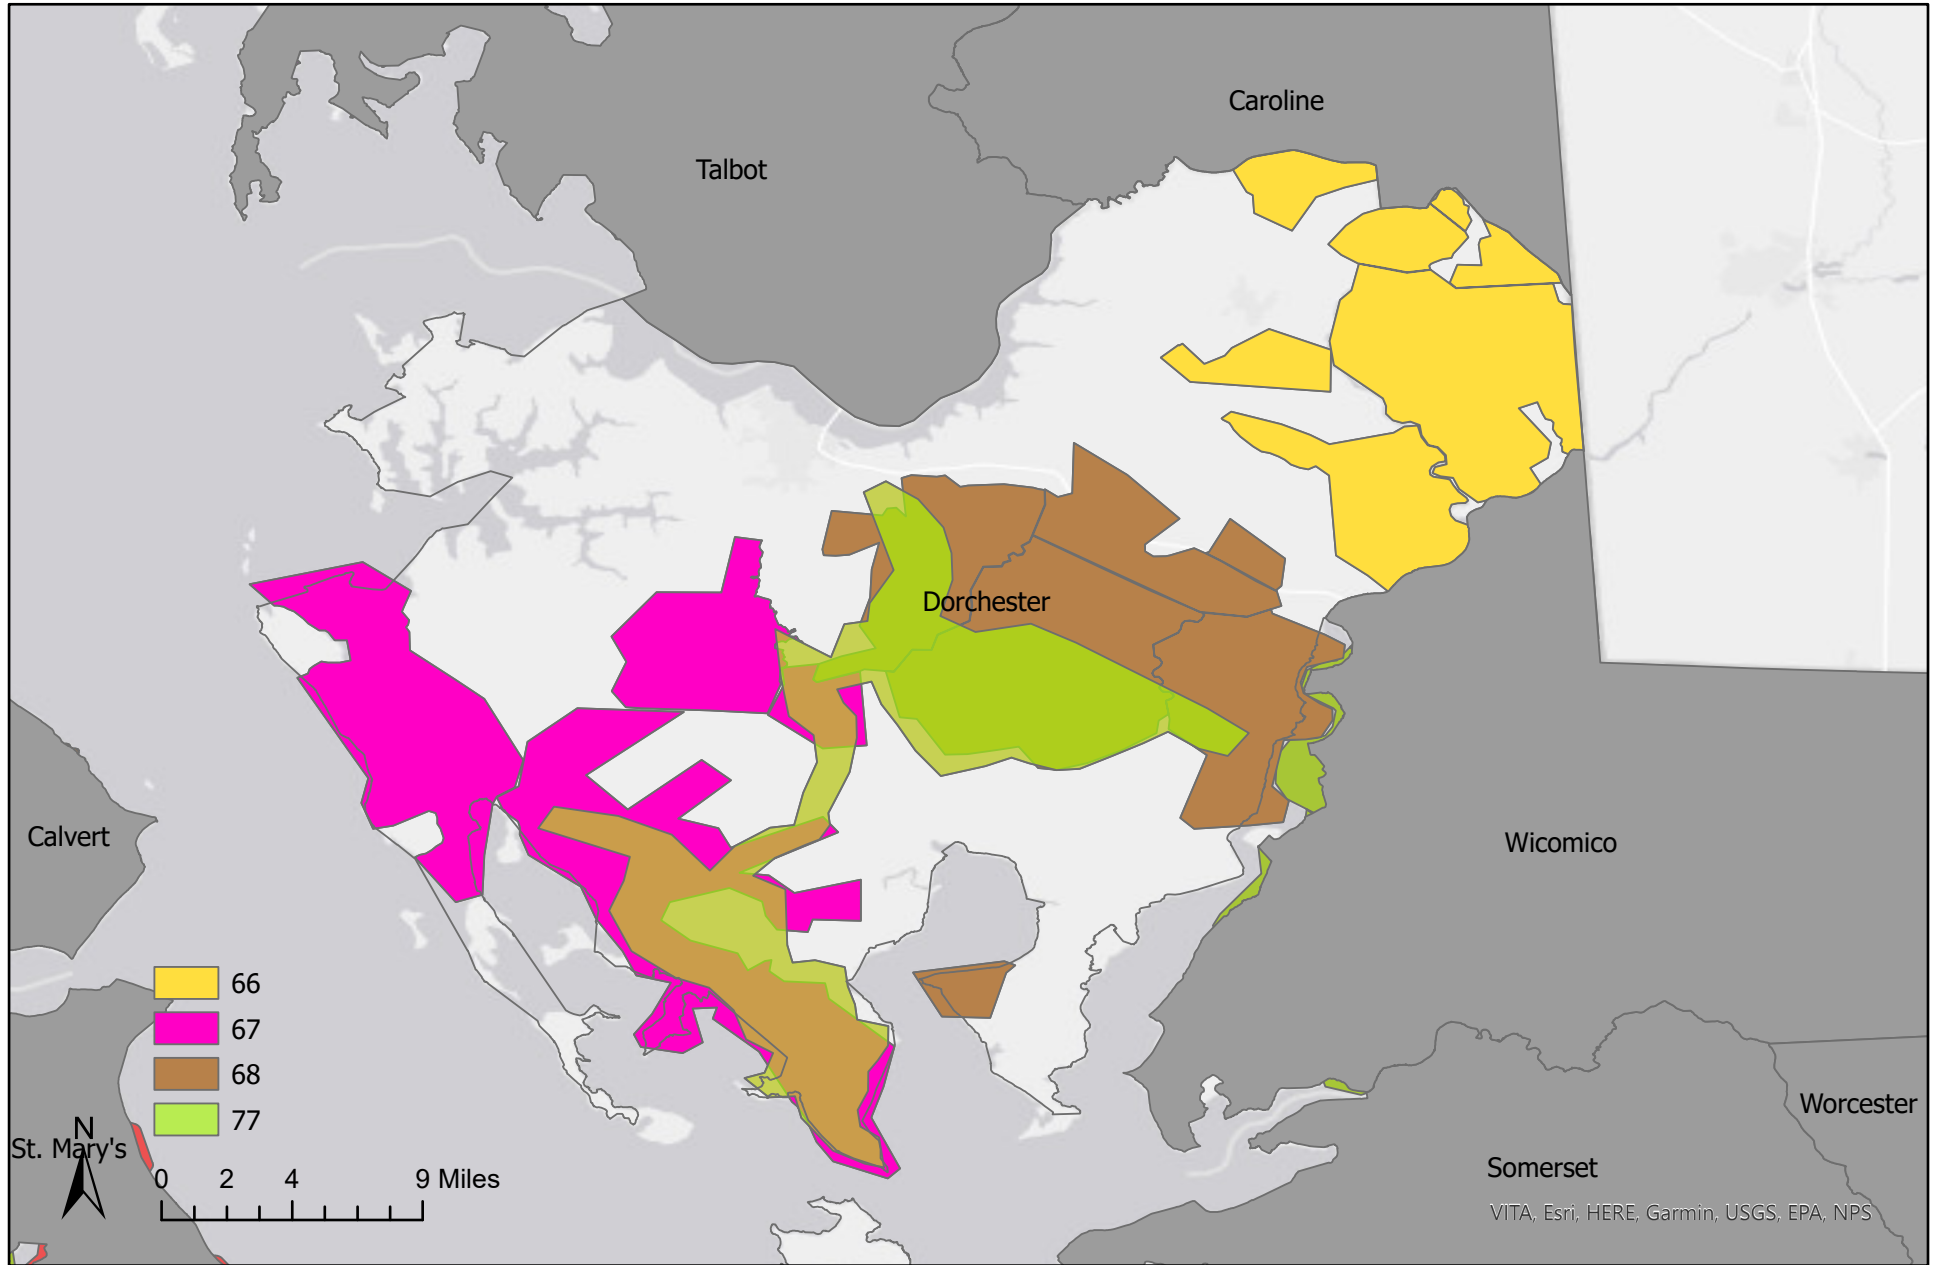 Caroline
Talbot
Dorchester
Calvert
Wicomico
66
67
68
77
N
St. Mary's
0 2 4 9 Miles
Worcester
Somerset
VITA, Esri, HERE, Garmin, USGS, EPA, NPS